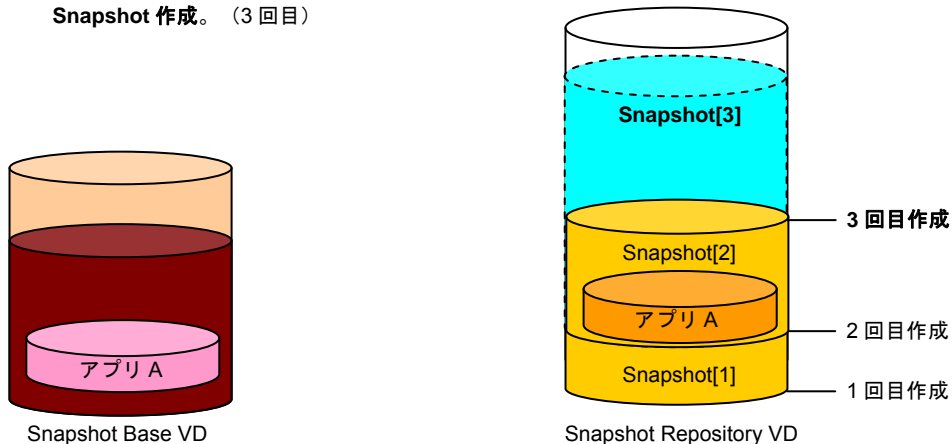 Snapshot 作成。（3 回目）
Snapshot[3]
3 回目作成
Snapshot[2]
アプリ A
2 回目作成
アプリ A
Snapshot[1]
1 回目作成
Snapshot Base VD
Snapshot Repository VD